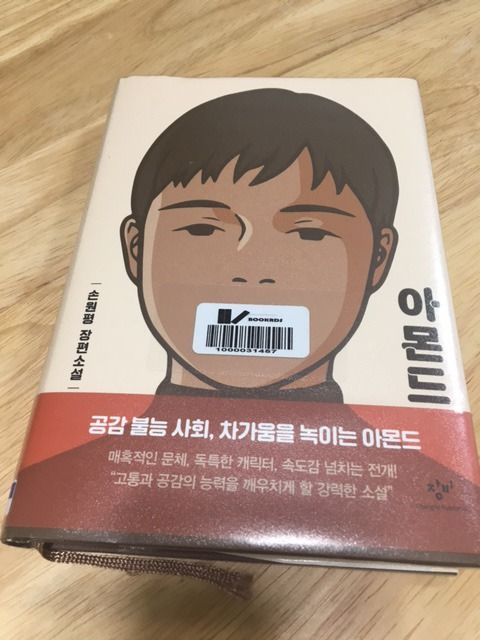 아몬드
손원평 장편소설
BOOKRDS
1000031457
공감 불능 사회, 차가움을 녹이는 아몬드
매혹적인 문체, 독특한 캐릭터, 속도감 넘치는 전개!
“고통과 공감의 능력을 깨우치게 할 강력한 소설”
창비